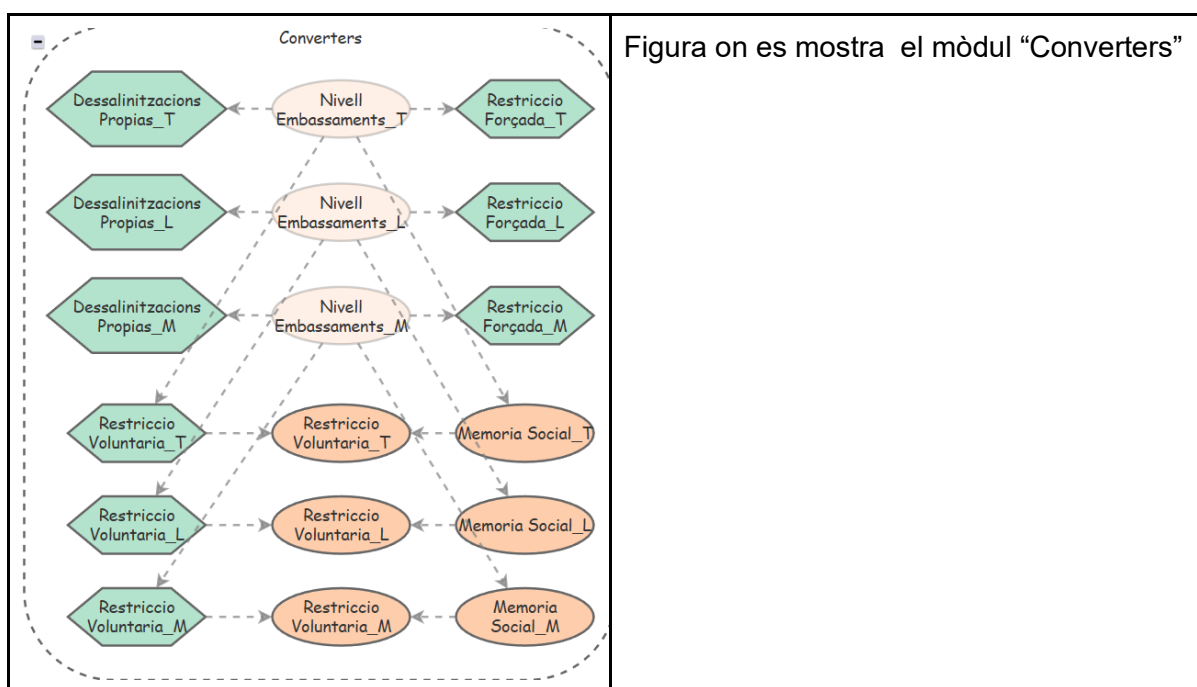 Converters
Figura on es mostra el mòdul “Converters”
Dessalinitzacions
Propias_T
Nivell
Embassaments_T
Restriccio
Forçada_T
Dessalinitzacions
Propias_L
Nivell
Embassaments_L
Restriccio
Forçada_L
Dessalinitzacions
Propias_M
Nivell
Embassaments_M
Restriccio
Forçada_M
Restriccio
Voluntaria_T
Restriccio
Voluntaria_T
Memoria Social_T
Restriccio
Voluntaria_L
Restriccio
Voluntaria_L
Memoria Social_L
Restriccio
Voluntaria_M
Restriccio
Voluntaria_M
Memoria
Social_M